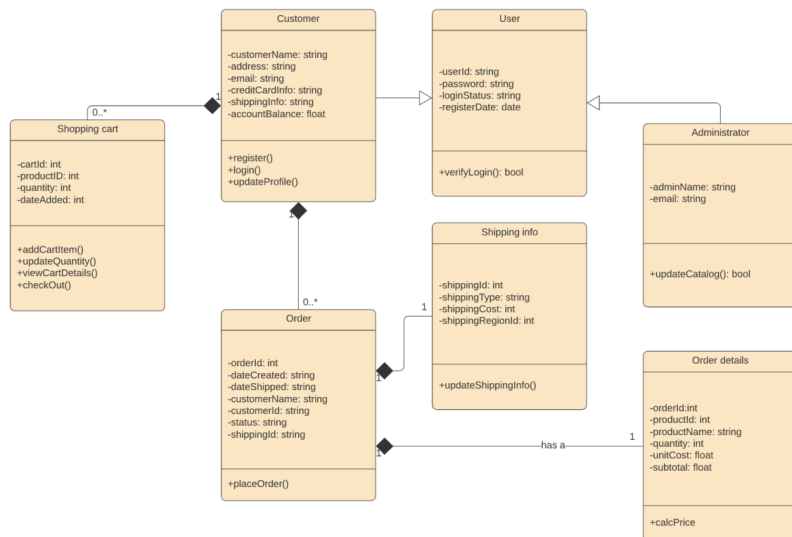 Customer
-customerName: string
-address: string
-email: string
-creditCardInfo: string
-shippingInfo: string
-accountBalance: float
+register()
+login()
+updateProfile()
User
-userId: string
-password: string
-loginStatus: string
-registerDate: date
+verifyLogin(): bool
1
0..*
Shopping cart
-cartId: int
-productID: int
-quantity: int
-dateAdded: int
+addCartItem()
+updateQuantity()
+viewCartDetails()
+checkOut()
Administrator
-adminName: string
-email: string
+updateCatalog(): bool
1
0..*
Shipping info
-shippingId: int
-shippingType: string
-shippingCost: int
-shippingRegionId: int
+updateShippingInfo()
Order
-orderId: int
-dateCreated: string
-dateShipped: string
-customerName: string
-customerId: string
-status: string
-shippingId: string
+placeOrder()
1
1
1
has a
1
Order details
-orderId:int
-productId: int
-productName: string
-quantity: int
-unitCost: float
-subtotal: float
+calcPrice